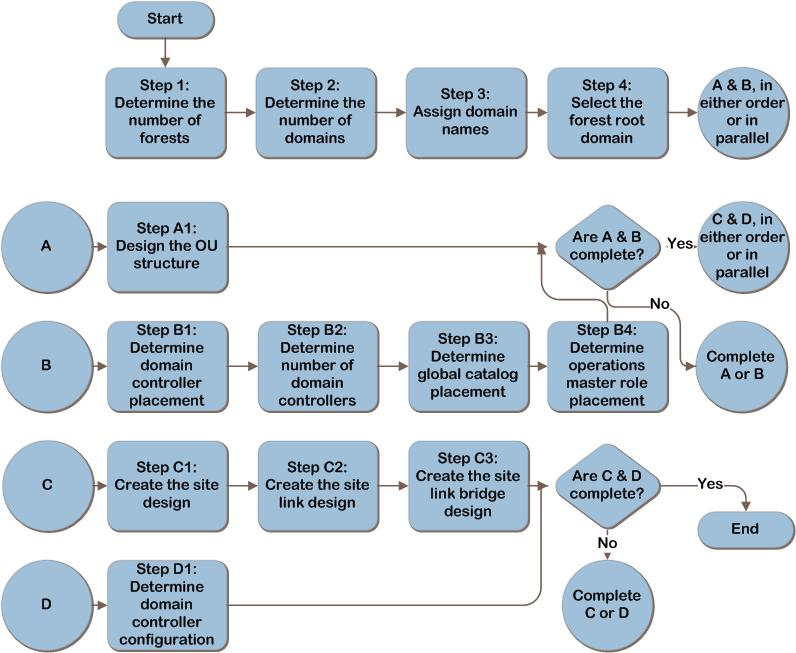 Start
Step 1:
Determine the
number of
forests
Step 2:
Determine the
number of
domains
Step 3:
Assign domain
names
Step 4:
Select the
forest root
domain
A & B, in
either order
or in
parallel
A
Step A1:
Design the OU
structure
Are A & B
complete?
Yes
C & D, in
either order
or in
parallel
No
B
Step B1:
Determine
domain
controller
placement
Step B2:
Determine
number of
domain
controllers
Step B3:
Determine
global catalog
placement
Step B4:
Determine
operations
master role
placement
Complete
A or B
C
Step C1:
Create the site
design
Step C2:
Create the site
link design
Step C3:
Create the site
link bridge
design
Are C & D
complete?
Yes
End
No
D
Step D1:
Determine
domain
controller
configuration
Complete
C or D